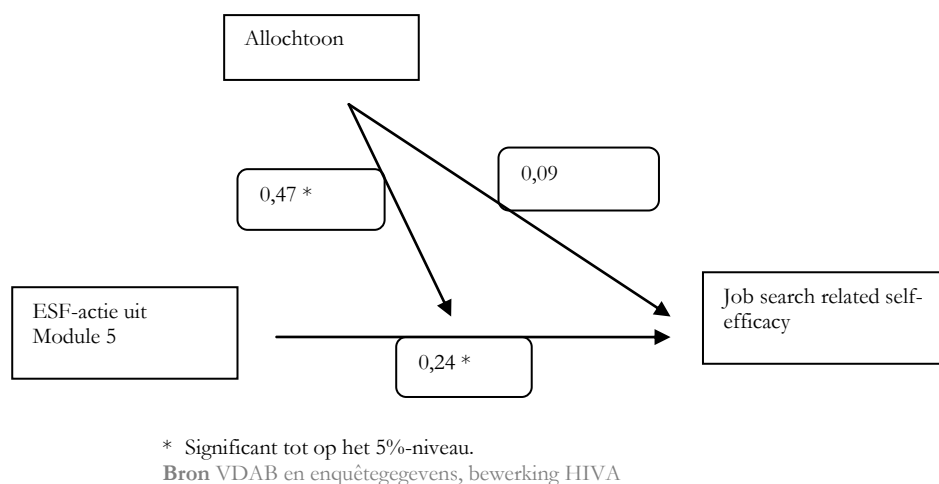 Allochtoon
0,47 *
0,09
ESF-actie uit
Module 5
Job search related self-
efficacy
0,24 *
* Significant tot op het 5%-niveau.
Bron VDAB en enquêtegegevens, bewerking HIVA